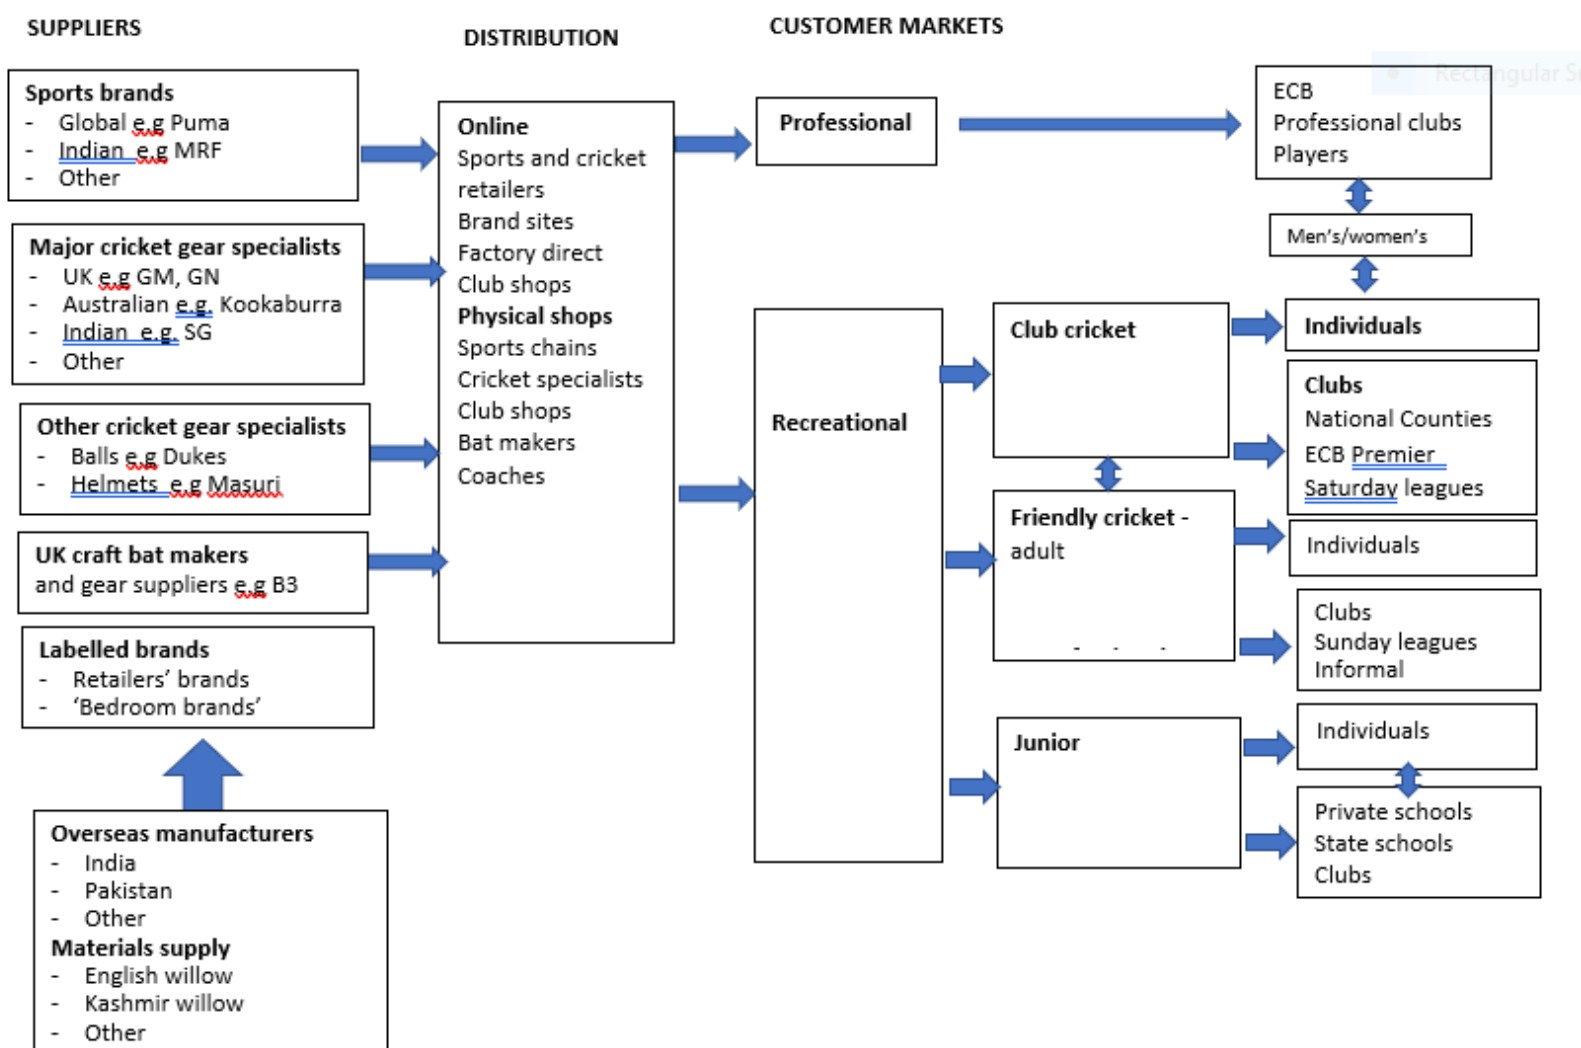 SUPPLIERS
DISTRIBUTION
CUSTOMER MARKETS
Sports brands
- Global e.g Puma
- Indian e.g MRF
- Other
Major cricket gear specialists
- UK e.g GM, GN
- Australian e.g. Kookaburra
- Indian e.g. SG
- Other
Other cricket gear specialists
- Balls e.g Dukes
- Helmets e.g Masuri
UK craft bat makers
and gear suppliers e.g B3
Labelled brands
- Retailers’ brands
- ‘Bedroom brands’
Overseas manufacturers
- India
- Pakistan
- Other
Materials supply
- English willow
- Kashmir willow
- Other
Online
Sports and cricket
retailers
Brand sites
Factory direct
Club shops
Physical shops
Sports chains
Cricket specialists
Club shops
Bat makers
Coaches
Professional
Recreational
Club cricket
Friendly cricket -
adult
Junior
ECB
Professional clubs
Players
Men’s/women’s
Individuals
Clubs
National Counties
ECB Premier
Saturday leagues
Individuals
Clubs
Sunday leagues
Informal
Individuals
Private schools
State schools
Clubs
Rectangular